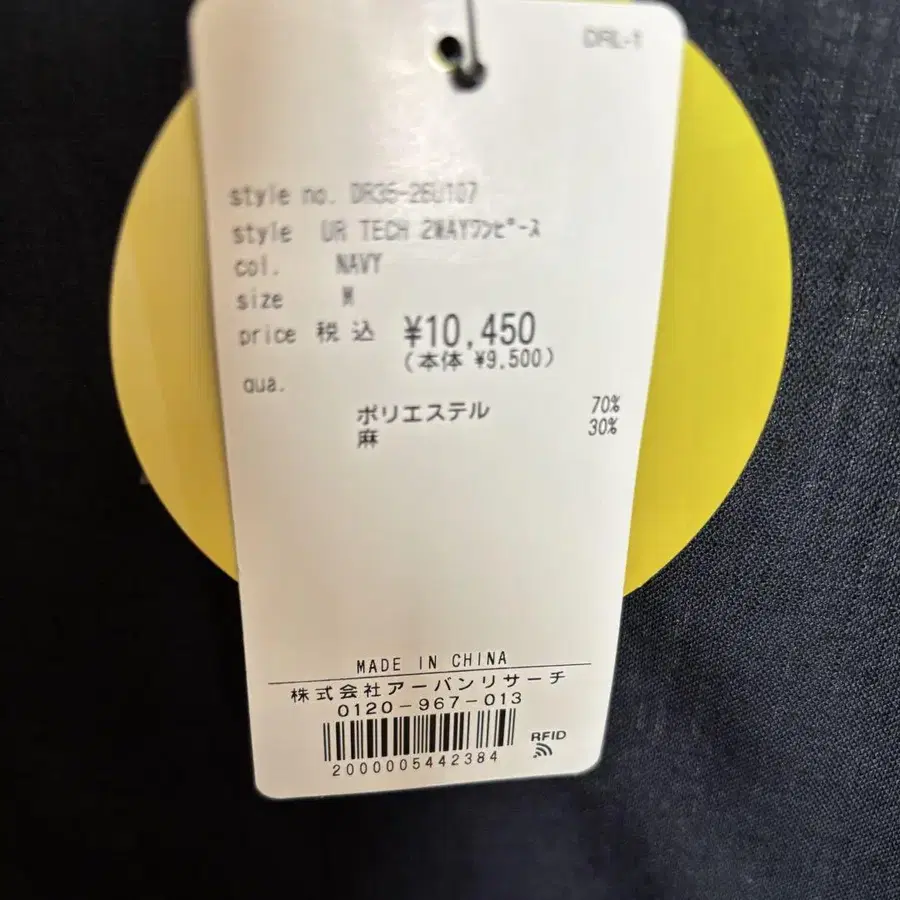 DRL-1
style no. DR36-26U107
style UR TECH 2WAYワンピース
col. NAVY
size M
price 税込 ¥10,450
(本体 ¥9,500)
qua.
ポリエステル 70%
麻 30%
MADE IN CHINA
株式会社アーバンリサーチ
0120-967-013
RFID
2000005442384